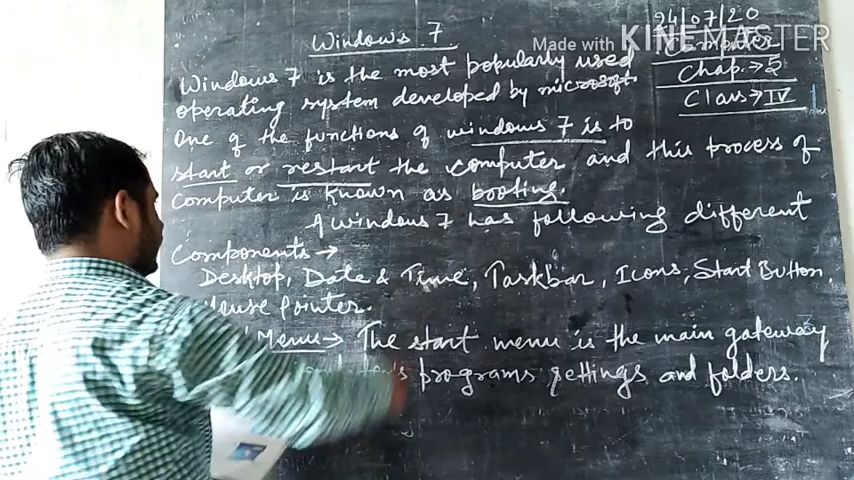 24/07/20
Made with KINEMASTER
Windows 7
Computer
Chap. → 5
Class → IV
Windows 7 is the most popularly used
operating system developed by microsoft.
One of the functions of windows 7 is to
start or restart the computer and this process of
computer is known as booting.
A windows 7 has following different
Components →
Desktop, Date & Time, Taskbar, Icons, Start Button,
pointer.
Menu → The start menu is the main gateway
programs settings and folders.